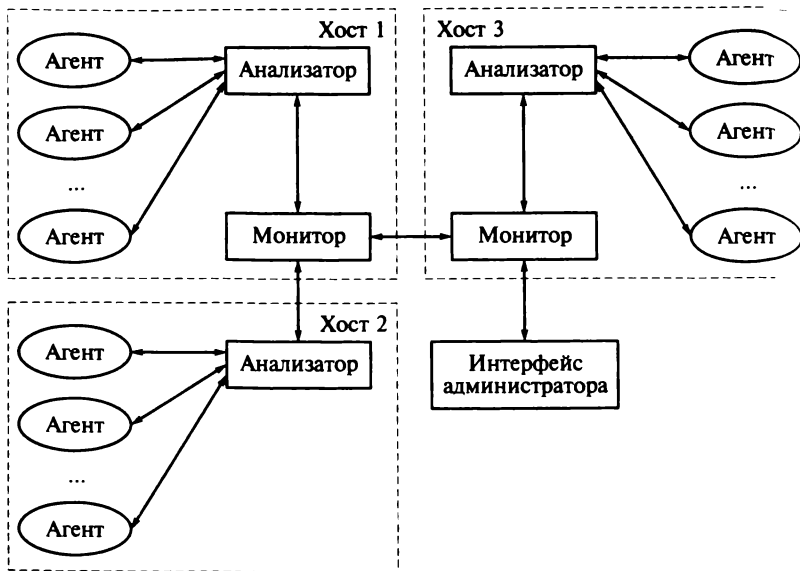 Хост 1
Агент
Анализатор
Агент
...
Агент
Монитор
Хост 3
Анализатор
Агент
Агент
...
Агент
Монитор
Хост 2
Агент
Анализатор
Агент
...
Агент
Интерфейс
администратора